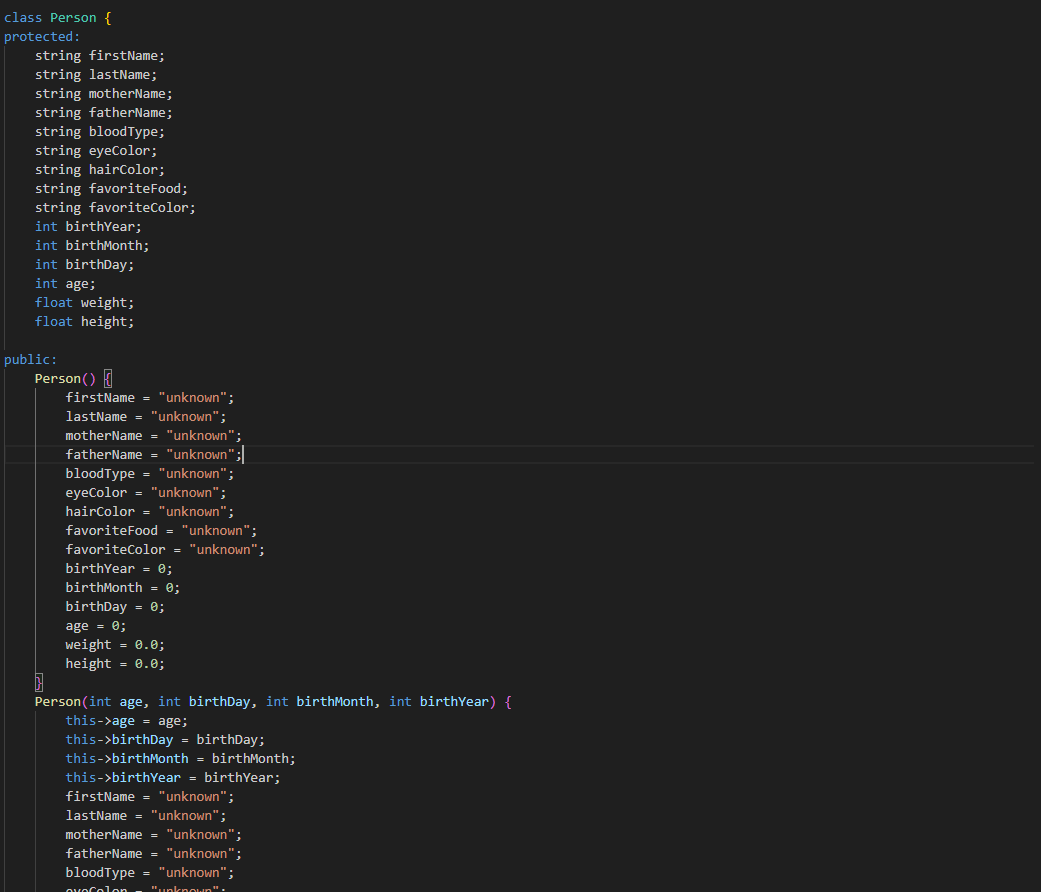 class Person {
protected:
    string firstName;
    string lastName;
    string motherName;
    string fatherName;
    string bloodType;
    string eyeColor;
    string hairColor;
    string favoriteFood;
    string favoriteColor;
    int birthYear;
    int birthMonth;
    int birthDay;
    int age;
    float weight;
    float height;

public:
    Person() {
        firstName = "unknown";
        lastName = "unknown";
        motherName = "unknown";
        fatherName = "unknown";
        bloodType = "unknown";
        eyeColor = "unknown";
        hairColor = "unknown";
        favoriteFood = "unknown";
        favoriteColor = "unknown";
        birthYear = 0;
        birthMonth = 0;
        birthDay = 0;
        age = 0;
        weight = 0.0;
        height = 0.0;
    }
    Person(int age, int birthDay, int birthMonth, int birthYear) {
        this->age = age;
        this->birthDay = birthDay;
        this->birthMonth = birthMonth;
        this->birthYear = birthYear;
        firstName = "unknown";
        lastName = "unknown";
        motherName = "unknown";
        fatherName = "unknown";
        bloodType = "unknown";
        eyeColor = "unknown";